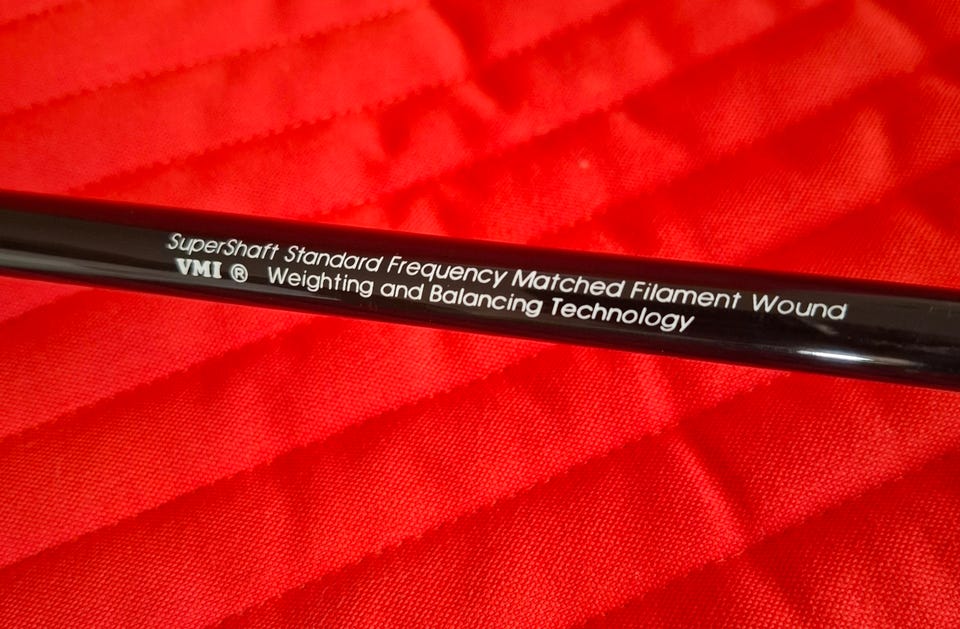 SuperShaft Standard Frequency Matched Filament Wound
VMI ® Weighting and Balancing Technology